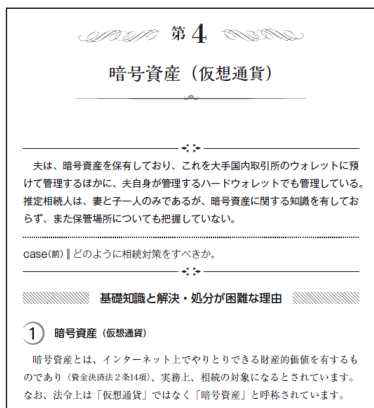 第4
暗号資産（仮想通貨）
夫は、暗号資産を保有しており、これを大手国内取引所のウォレットに預
けて管理するほかに、夫自身が管理するハードウォレットでも管理している。
推定相続人は、妻と子一人のみであるが、暗号資産に関する知識を有してお
らず、また保管場所についても把握していない。
case(前)‖どのように相続対策をすべきか。
基礎知識と解決・処分が困難な理由
1 暗号資産（仮想通貨）
暗号資産とは、インターネット上でやりとりできる財産的価値を有するも
のであり（資金決済法2条14項）、実務上、相続の対象になるとされています。
なお、法令上は「仮想通貨」ではなく「暗号資産」と呼称されています。